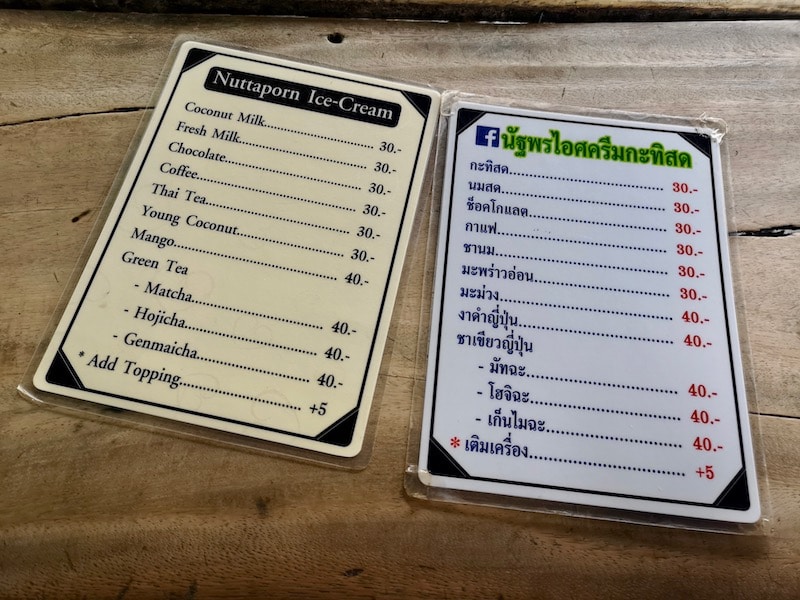 Nuttaporn Ice-Cream
Coconut Milk........................ 30.-
Fresh Milk........................ 30.-
Chocolate........................ 30.-
Coffee........................ 30.-
Thai Tea........................ 30.-
Young Coconut........................ 30.-
Mango........................ 40.-
Green Tea
- Matcha........................ 40.-
- Hojicha........................ 40.-
- Genmaicha........................ 40.-
* Add Topping........................ +5
f นัฐพรไอศครีมกะทิสด
กะทิสด........................ 30.-
นมสด........................ 30.-
ช็อคโกแลต........................ 30.-
กาแฟ........................ 30.-
ชานม........................ 30.-
มะพร่าวอ่อน........................ 30.-
มะม่วง........................ 40.-
งาดำญี่ปุ่น........................ 40.-
ชาเขียวญี่ปุ่น
- มัทฉะ........................ 40.-
- โฮจิฉะ........................ 40.-
- เก็นไมฉะ........................ 40.-
* เติมเครื่อง........................ +5